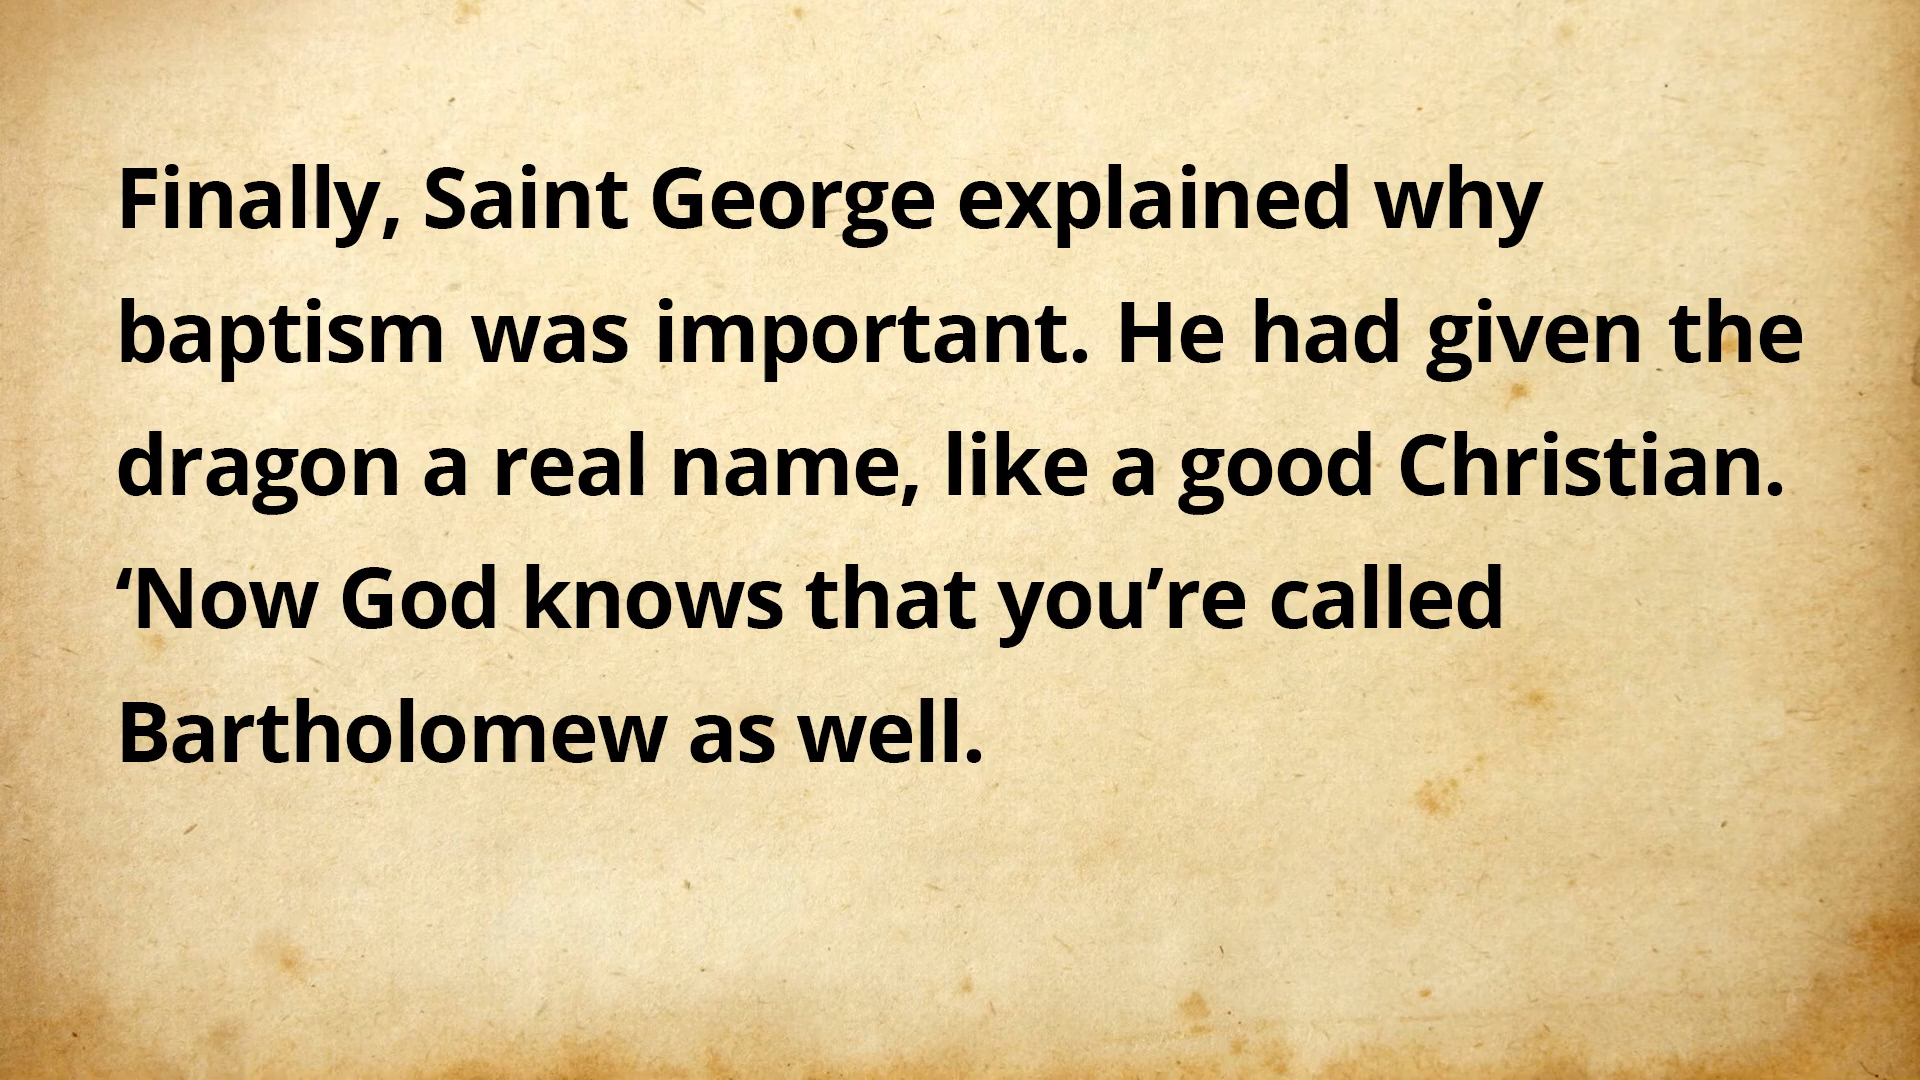 Finally, Saint George explained why
baptism was important. He had given the
dragon a real name, like a good Christian.
‘Now God knows that you’re called
Bartholomew as well.